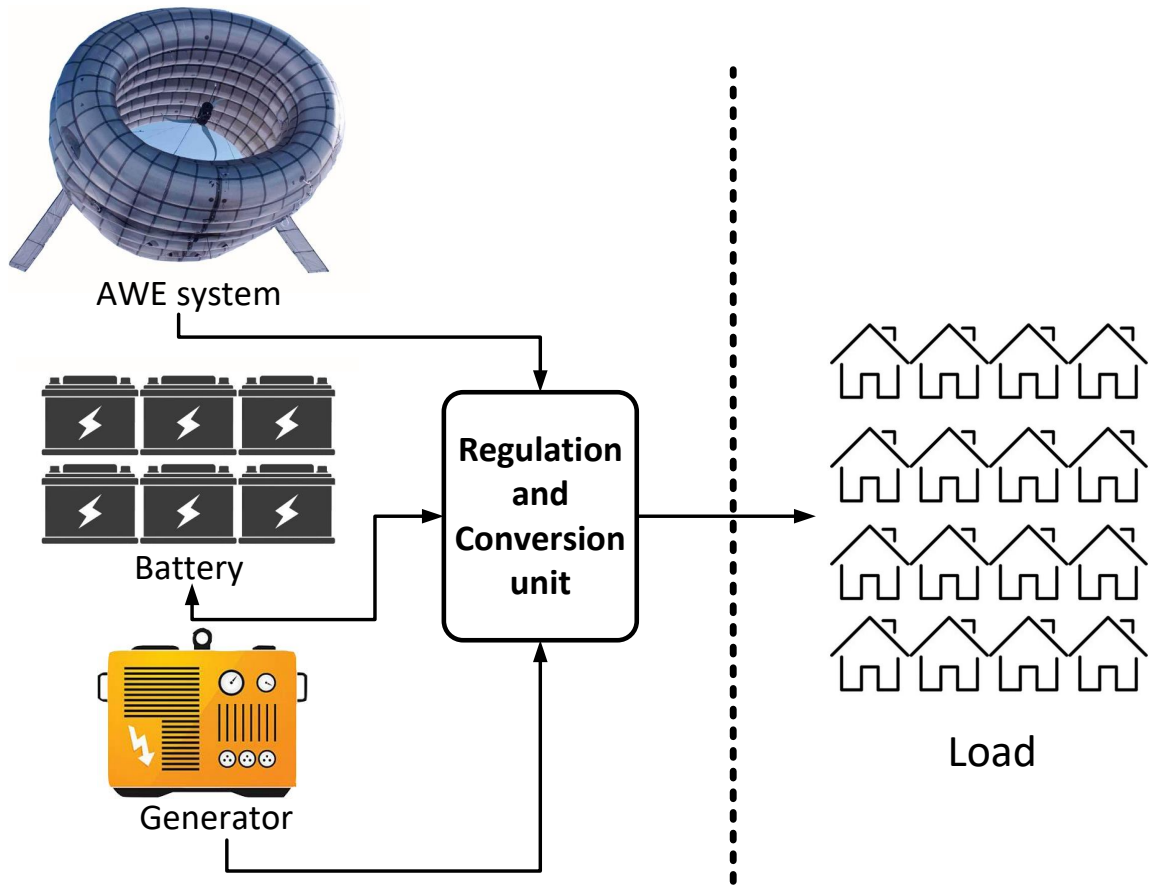 AWE system
Battery
Generator
Regulation
and
Conversion
unit
Load